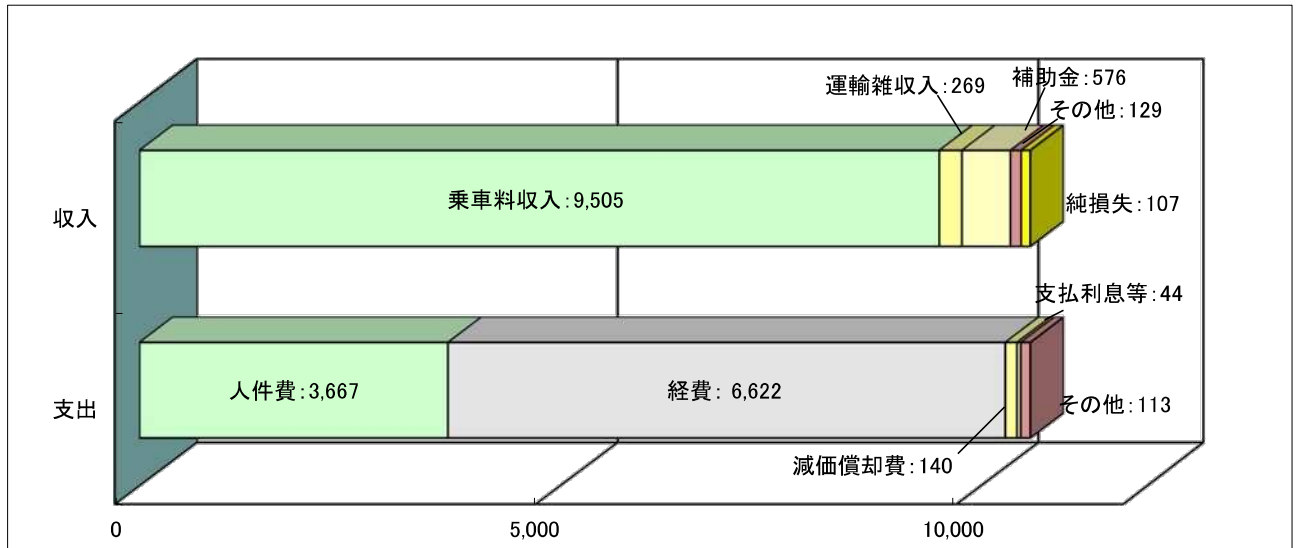 運輸雑収入:269
補助金:576
その他:129
収入
乗車料収入:9,505
純損失:107
支払利息等:44
支出
人件費:3,667
経費: 6,622
その他:113
減価償却費:140
0
5,000
10,000